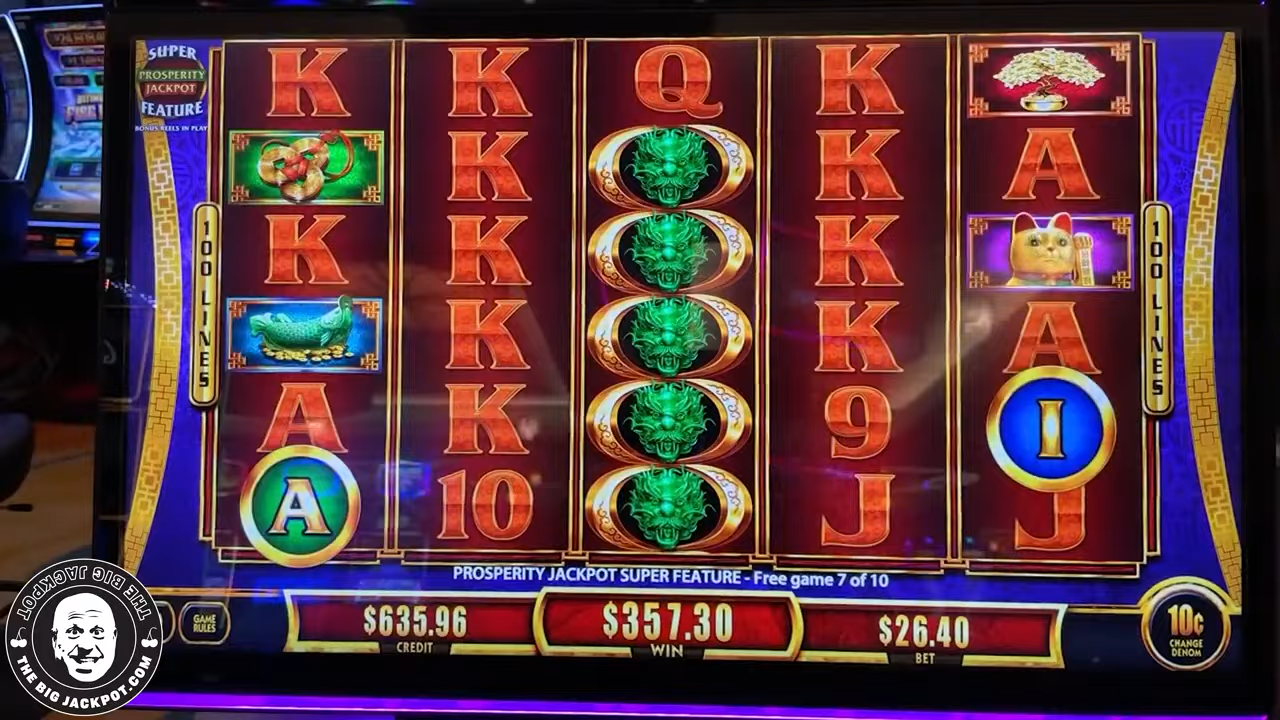 SUPER
PROSPERITY
JACKPOT
FEATURE
BONUS REELS IN PLAY
K K Q K
K K A
K K K
K K A
A K 9 I
A 10 J J
100 LINES
100 LINES
PROSPERITY JACKPOT SUPER FEATURE - Free game 7 of 10
GAME
RULES
$635.96
CREDIT
$357.30
WIN
$26.40
BET
10¢
CHANGE
DENOM
THE BIG JACKPOT
THE BIG JACKPOT.COM